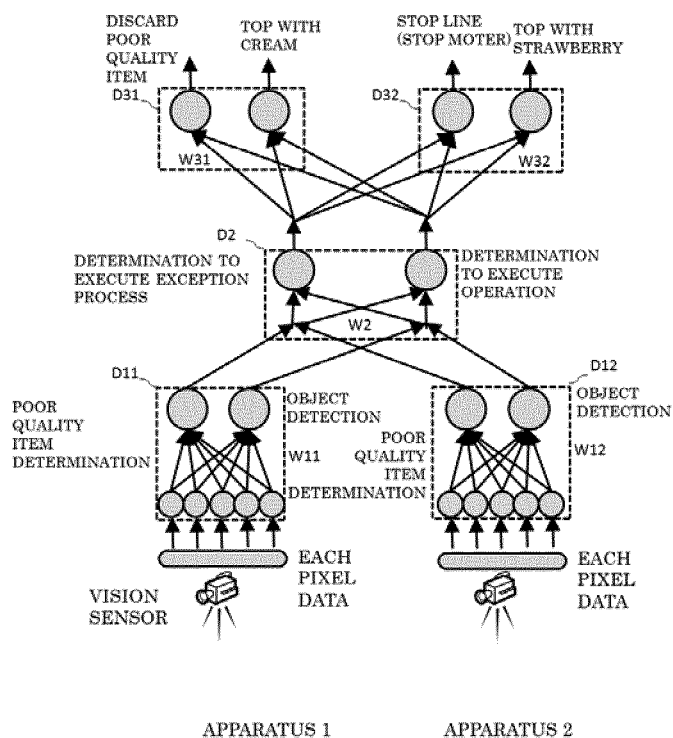 DISCARD
POOR
QUALITY
ITEM
TOP WITH
CREAM
STOP LINE
(STOP MOTER)
TOP WITH
STRAWBERRY
D31
D32
W31
W32
D2
DETERMINATION TO
EXECUTE EXCEPTION
PROCESS
DETERMINATION
TO EXECUTE
OPERATION
W2
D11
D12
POOR
QUALITY
ITEM
DETERMINATION
OBJECT
DETECTION
W11
POOR
QUALITY
ITEM
DETERMINATION
OBJECT
DETECTION
W12
VISION
SENSOR
EACH
PIXEL
DATA
EACH
PIXEL
DATA
APPARATUS 1
APPARATUS 2